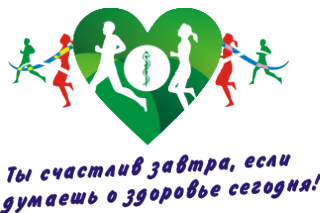 Ты счастлив завтра, если
думаешь о здоровье сегодня!